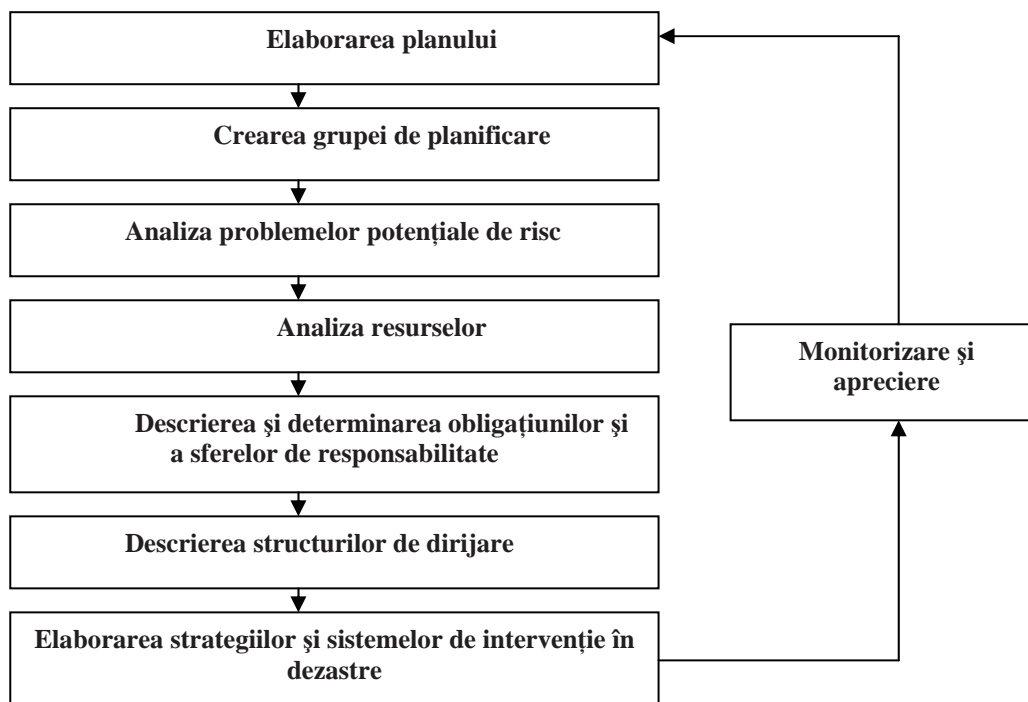 Elaborarea planului
Crearea grupei de planificare
Analiza problemelor potențiale de risc
Analiza resurselor
Descrierea şi determinarea obligațiunilor şi
a sferelor de responsabilitate
Descrierea structurilor de dirijare
Elaborarea strategiilor şi sistemelor de intervenție în
dezastre
Monitorizare şi
apreciere